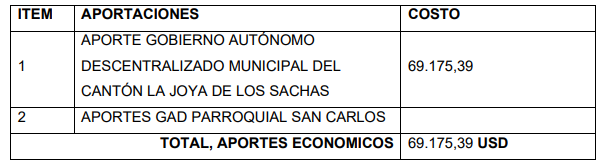 ITEM APORTACIONES COSTO
APORTE GOBIERNO AUTÓNOMO
1 DESCENTRALIZADO MUNICIPAL DEL 69.175,39
CANTÓN LA JOYA DE LOS SACHAS
2 APORTES GAD PARROQUIAL SAN CARLOS
TOTAL, APORTES ECONOMICOS 69.175,39 USD